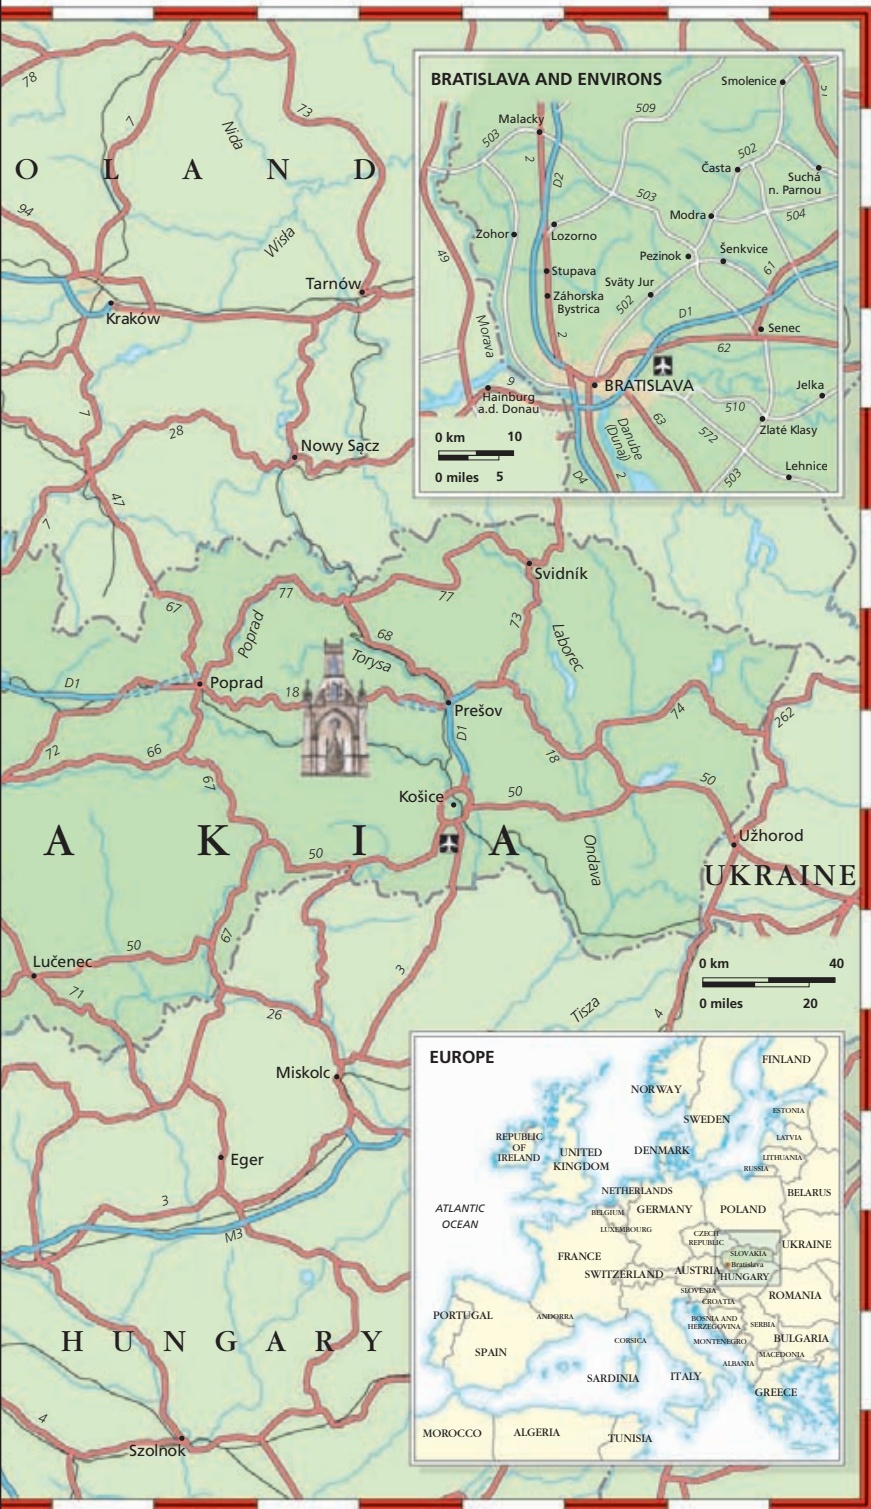 78
7
Nida
73
O L A N D
94
Wisła
Tarnów
Kraków
7
28
Nowy Sącz
47
7
BRATISLAVA AND ENVIRONS
Smolenice
51
509
Malacky
503
2
D2
502
Časta
Suchá
n. Parnou
503
Modra
504
Zohor
Lozorno
49
Pezinok
Šenkvice
61
Stupava
Sväty Jur
Záhorska
Bystrica
502
D1
Senec
Morava
2
62
9
BRATISLAVA
Jelka
Hainburg
a.d. Donau
510
63
Zlaté Klasy
Danube
(Dunaj)
572
0 km 10
0 miles 5
D4
2
503
Lehnice
Svidník
77
77
67
73
Poprad
68
Laborec
Torysa
D1
Poprad
18
Prešov
74
262
D1
72
66
18
67
50
Košice
50
A K I A
Užhorod
50
Ondava
UKRAINE
67
50
Lučenec
3
0 km 40
0 miles 20
71
26
Tisza
4
Miskolc
Eger
3
M3
H U N G A R Y
4
Szolnok
EUROPE
FINLAND
NORWAY
SWEDEN
ESTONIA
LATVIA
LITHUANIA
RUSSIA
REPUBLIC
OF
IRELAND
UNITED
KINGDOM
DENMARK
BELARUS
NETHERLANDS
ATLANTIC
OCEAN
BELGIUM
GERMANY
POLAND
LUXEMBOURG
CZECH
REPUBLIC
UKRAINE
FRANCE
SLOVAKIA
Bratislava
SWITZERLAND
AUSTRIA
HUNGARY
SLOVENIA
CROATIA
ROMANIA
PORTUGAL
ANDORRA
BOSNIA AND
HERZEGOVINA
SERBIA
CORSICA
MONTENEGRO
BULGARIA
SPAIN
MACEDONIA
ALBANIA
SARDINIA
ITALY
GREECE
MOROCCO
ALGERIA
TUNISIA